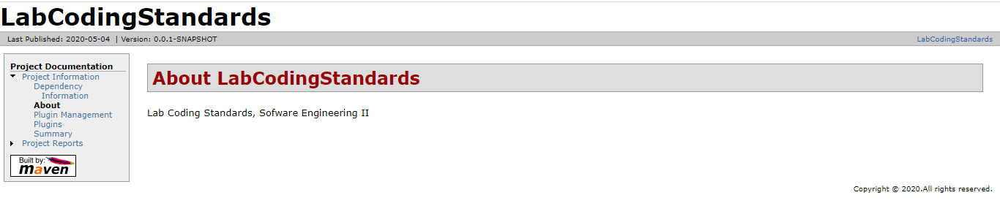 LabCodingStandards
Last Published: 2020-05-04 | Version: 0.0.1-SNAPSHOT
LabCodingStandards
Project Documentation
Project Information
Dependency
Information
About
Plugin Management
Plugins
Summary
Project Reports
Built by:
maven
About LabCodingStandards
Lab Coding Standards, Sofware Engineering II
Copyright © 2020.All rights reserved.